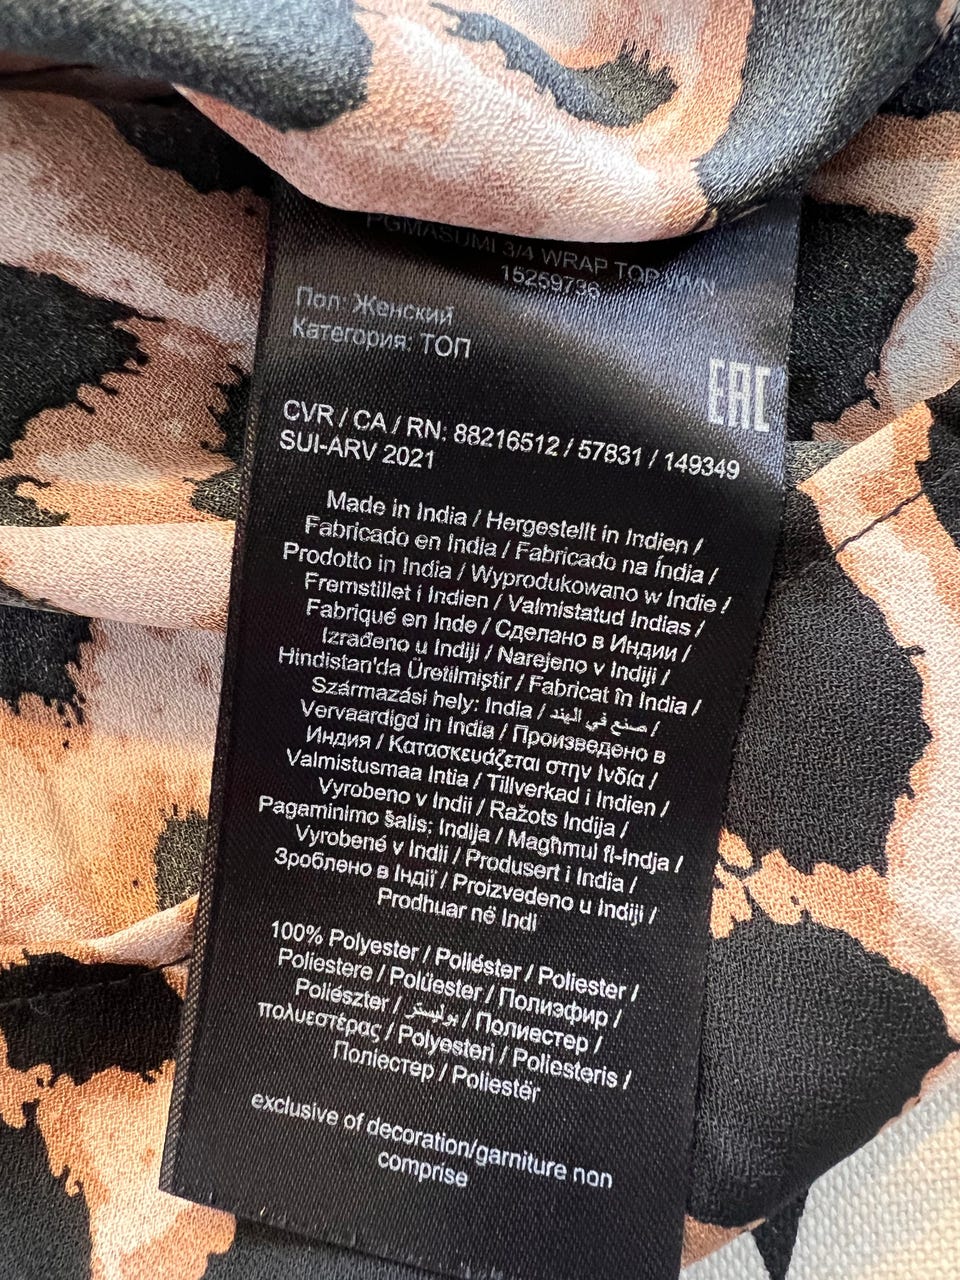 PGMASUMI 3/4 WRAP TOP WVN
15259736
Пол: Женский
Категория: ТОП
EAC
CVR / CA / RN: 88216512 / 57831 / 149349
SUI-ARV 2021
Made in India / Hergestellt in Indien /
Fabricado en India / Fabricado na Índia /
Prodotto in India / Wyprodukowano w Indie /
Fremstillet i Indien / Valmistatud Indias /
Fabriqué en Inde / Сделано в Индии /
Izrađeno u Indiji / Narejeno v Indiji /
Hindistan'da Üretilmiştir / Fabricat în India /
Származási hely: India / صنع في الهند /
Vervaardigd in India / Произведено в
Индия / Κατασκευάζεται στην Ινδία /
Valmistusmaa Intia / Tillverkad i Indien /
Vyrobeno v Indii / Ražots Indija /
Pagaminimo šalis: Indija / Magħmul fl-Indja /
Vyrobené v Indii / Produsert i India /
Зроблено в Індії / Proizvedeno u Indiji /
Prodhuar në Indi
100% Polyester / Polléster / Poliester /
Poliestere / Polüester / Полиэфир /
Poliészter / بوليستر / Полиестер /
πολυεστέρας / Polyesteri / Poliesteris /
Поліестер / Poliestër
exclusive of decoration/garniture non
comprise